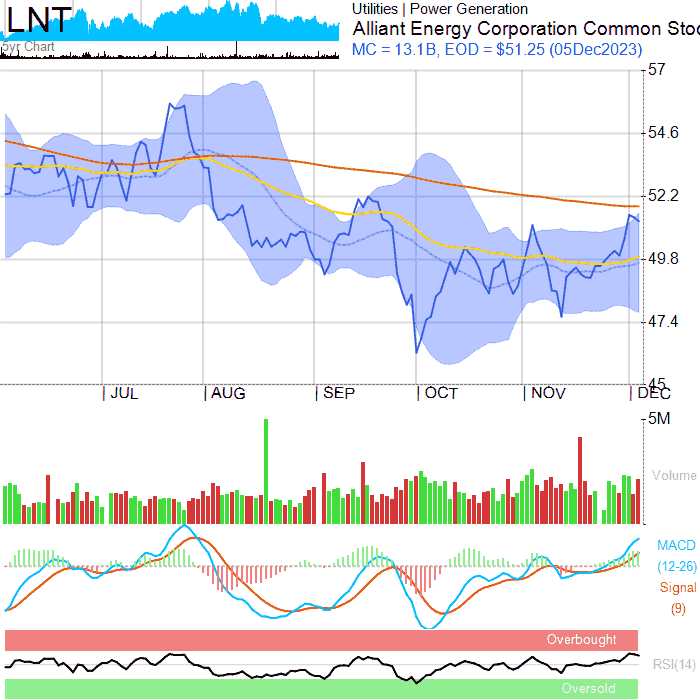 LNT
5yr Chart
Utilities | Power Generation
Alliant Energy Corporation Common Stoc
MC = 13.1B, EOD = $51.25 (05Dec2023)
57
54.6
52.2
49.8
47.4
45
JUL AUG SEP OCT NOV DEC
5M
Volume
MACD
(12-26)
Signal
(9)
Overbought
RSI(14)
Oversold